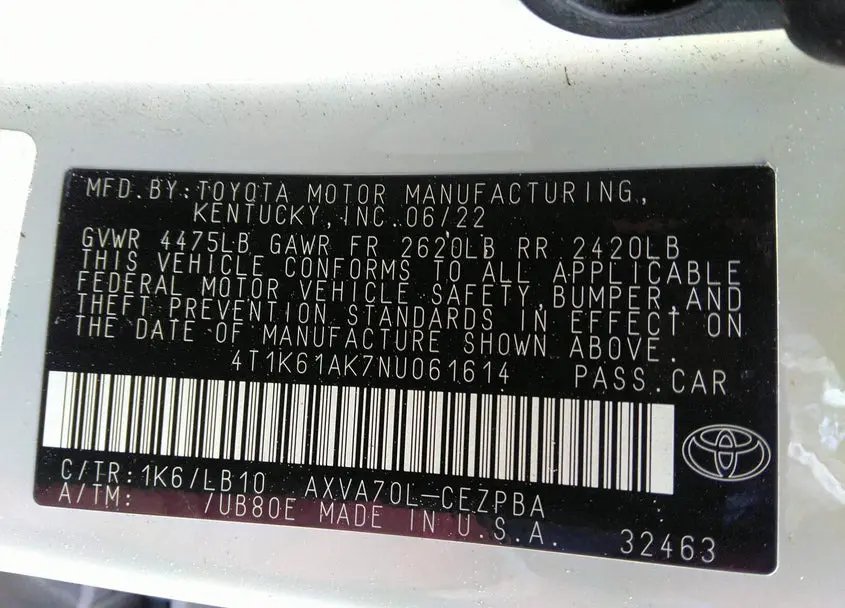 MFD.BY:TOYOTA MOTOR MANUFACTURING,
KENTUCKY,INC.06/22
GVWR 4475LB GAWR FR 2620LB RR 2420LB
THIS VEHICLE CONFORMS TO ALL APPLICABLE
FEDERAL MOTOR VEHICLE SAFETY,BUMPER,AND
THEFT PREVENTION STANDARDS IN EFFECT ON
THE DATE OF MANUFACTURE SHOWN ABOVE.
4T1K61AK7NU061614 PASS.CAR
C/TR:1K6/LB10 AXVA70L-CEZPBA
A/TM: /UB80E MADE IN U.S.A. 32463